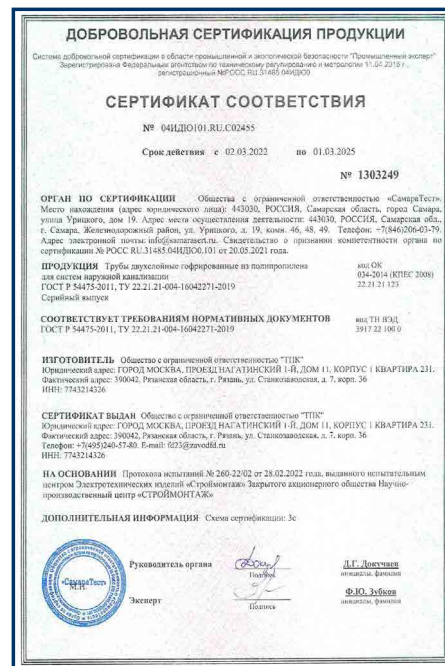 ДОБРОВОЛЬНАЯ СЕРТИФИКАЦИЯ ПРОДУКЦИИ
Система добровольной сертификации в области промышленной и экологической безопасности "Промышленный эксперт"
Зарегистрирована Федеральным агентством по техническому регулированию и метрологии 11.04.2016 г.,
регистрационный №РОСС RU.31485.04ИДЮ0
СЕРТИФИКАТ СООТВЕТСТВИЯ
№ 04ИДЮ101.RU.С02455
Срок действия с 02.03.2022 по 01.03.2025
№ 1303249
ОРГАН ПО СЕРТИФИКАЦИИ Общества с ограниченной ответственностью «СамараТест».
Место нахождения (адрес юридического лица): 443030, РОССИЯ, Самарская область, город Самара,
улица Урицкого, дом 19. Адрес места осуществления деятельности: 443030, РОССИЯ, Самарская обл.,
г. Самара, Железнодорожный район, ул. Урицкого, д. 19, комн. 46, 48, 49. Телефон: +7(846)206-03-79.
Адрес электронной почты: info@samarasert.ru. Свидетельство о признании компетентности органа по
сертификации № РОСС RU.31485.04ИДЮ0.101 от 20.05.2021 года.
ПРОДУКЦИЯ Трубы двухслойные гофрированные из полипропилена
для систем наружной канализации
ГОСТ Р 54475-2011, ТУ 22.21.21-004-16042271-2019
Серийный выпуск
код ОК
034-2014 (КПЕС 2008)
22.21.21.123
СООТВЕТСТВУЕТ ТРЕБОВАНИЯМ НОРМАТИВНЫХ ДОКУМЕНТОВ
ГОСТ Р 54475-2011, ТУ 22.21.21-004-16042271-2019
код ТН ВЭД
3917 22 100 0
ИЗГОТОВИТЕЛЬ Общество с ограниченной ответственностью "ТПК"
Юридический адрес: ГОРОД МОСКВА, ПРОЕЗД НАГАТИНСКИЙ 1-Й, ДОМ 11, КОРПУС 1 КВАРТИРА 231.
Фактический адрес: 390042, Рязанская область, г. Рязань, ул. Станкозаводская, д. 7, корп. 36
ИНН: 7743214326
СЕРТИФИКАТ ВЫДАН Общество с ограниченной ответственностью "ТПК"
Юридический адрес: ГОРОД МОСКВА, ПРОЕЗД НАГАТИНСКИЙ 1-Й, ДОМ 11, КОРПУС 1 КВАРТИРА 231.
Фактический адрес: 390042, Рязанская область, г. Рязань, ул. Станкозаводская, д. 7, корп. 36
Телефон: +7(495)240-57-80. E-mail: fd23@zavodfd.ru
ИНН: 7743214326
НА ОСНОВАНИИ Протокола испытаний № 260-22/02 от 28.02.2022 года, выданного испытательным
центром Электротехнических изделий «Строймонтаж» Закрытого акционерного общества Научно-
производственный центр «СТРОЙМОНТАЖ»
ДОПОЛНИТЕЛЬНАЯ ИНФОРМАЦИЯ Схема сертификации: 3с
«СамараТест»
М.П.
Руководитель органа
Подпись
Д.Г. Докучаев
инициалы, фамилия
Эксперт
Подпись
Ф.Ю. Зубков
инициалы, фамилия